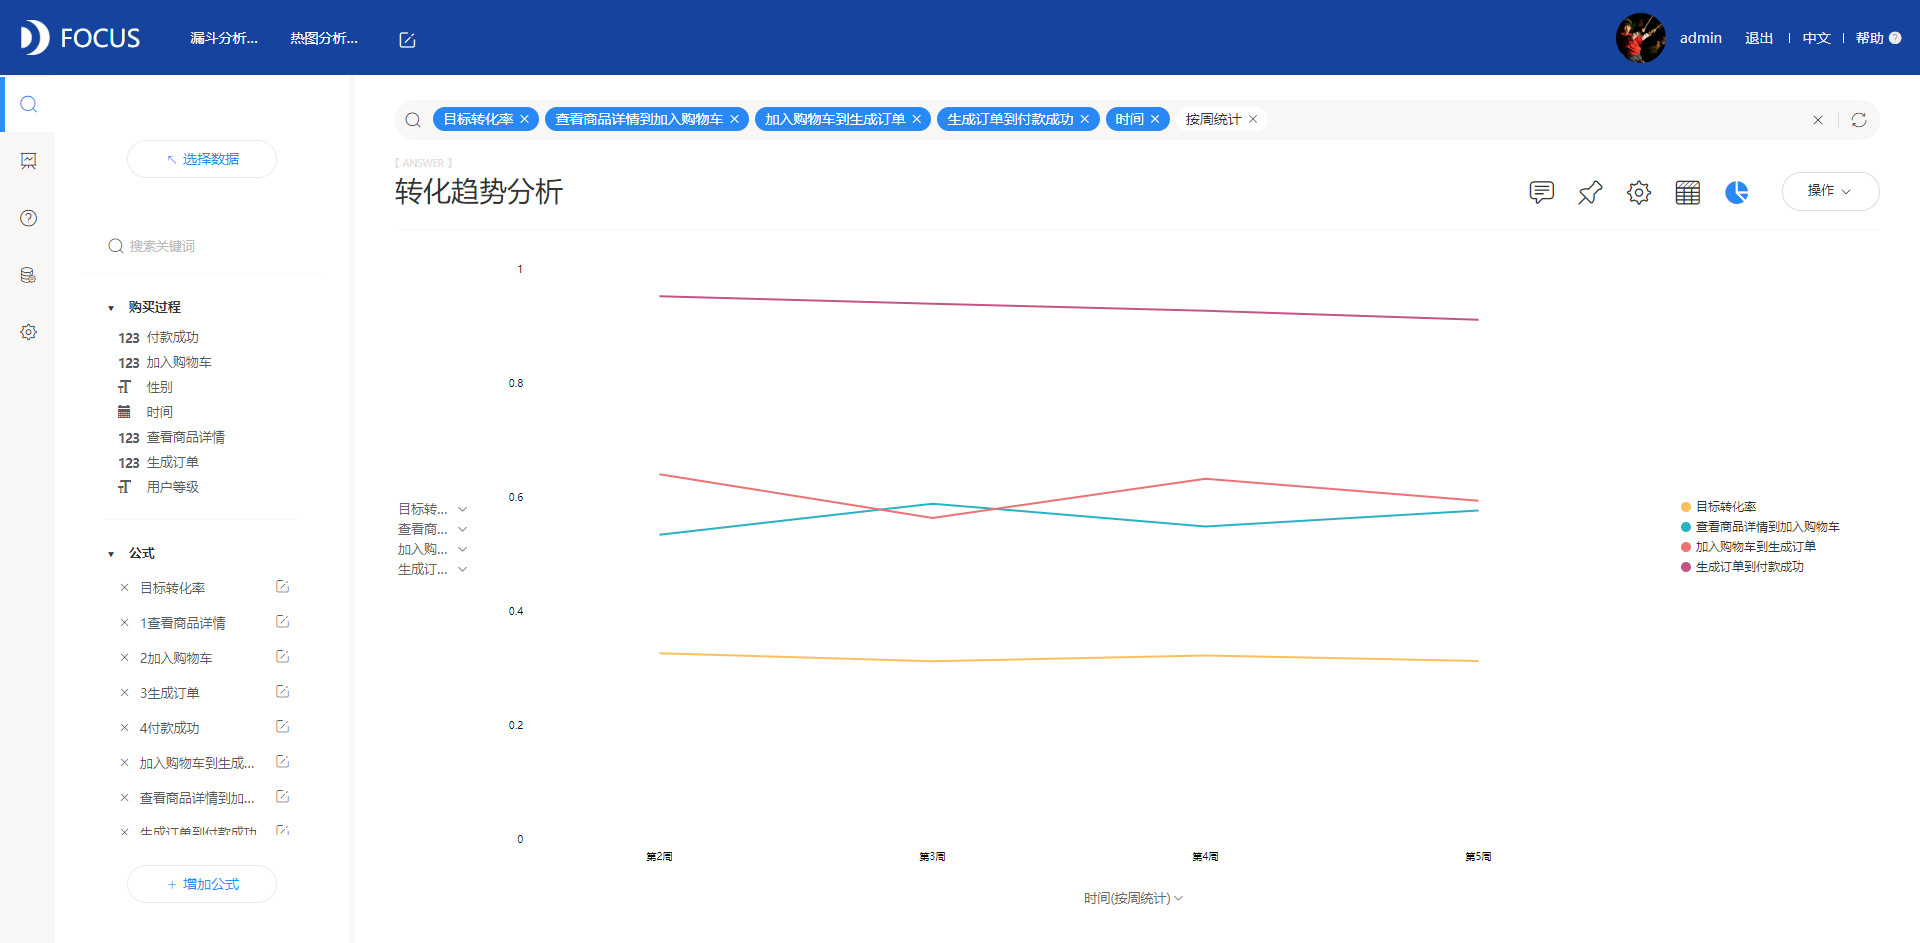 FOCUS 漏斗分析... 热图分析... admin 退出 中文 帮助
目标转化率 查看商品详情到加入购物车 加入购物车到生成订单 生成订单到付款成功 时间 按周统计
【 ANSWER 】
转化趋势分析
操作
选择数据
搜索关键词
购买过程
123 付款成功
123 加入购物车
性别
时间
123 查看商品详情
123 生成订单
用户等级
公式
目标转化率
1查看商品详情
2加入购物车
3生成订单
4付款成功
加入购物车到生成...
查看商品详情到加...
生成订单到付款成功
+ 增加公式
目标转...
查看商...
加入购...
生成订...
1
0.8
0.6
0.4
0.2
0
第2周 第3周 第4周 第5周
时间(按周统计)
目标转化率
查看商品详情到加入购物车
加入购物车到生成订单
生成订单到付款成功